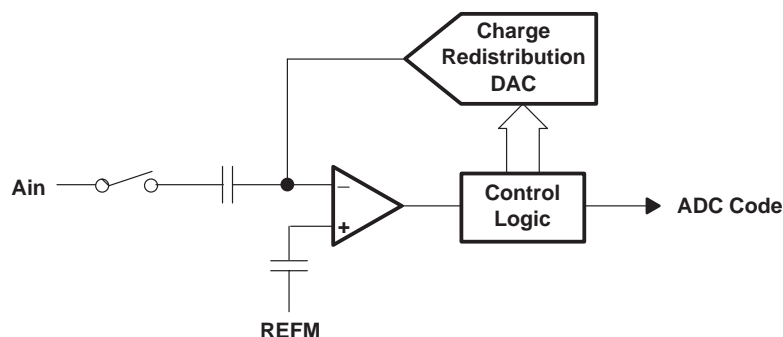 Charge
Redistribution
DAC
Ain
−
+
Control
Logic
ADC Code
REFM